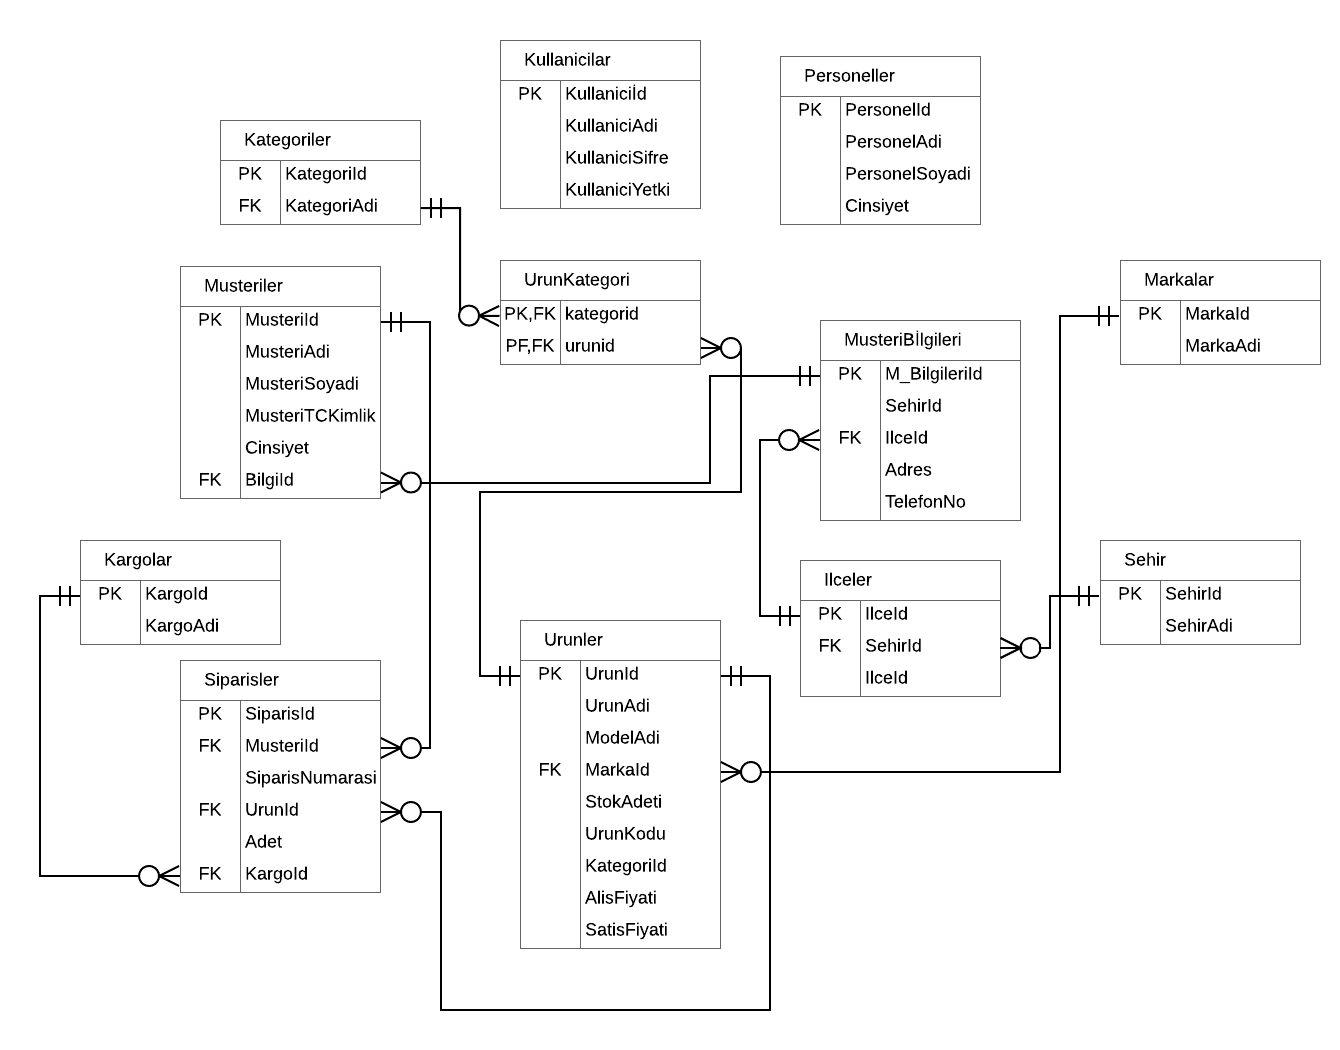 Kullanicilar
PK Kullaniciİd
KullaniciAdi
KullaniciSifre
KullaniciYetki
Personeller
PK PersonelId
PersonelAdi
PersonelSoyadi
Cinsiyet
Kategoriler
PK KategoriId
FK KategoriAdi
Musteriler
PK MusteriId
MusteriAdi
MusteriSoyadi
MusteriTCKimlik
Cinsiyet
FK BilgiId
UrunKategori
PK,FK kategorid
PF,FK urunid
MusteriBİlgileri
PK M_BilgileriId
SehirId
FK IlceId
Adres
TelefonNo
Markalar
PK MarkaId
MarkaAdi
Kargolar
PK KargoId
KargoAdi
Ilceler
PK IlceId
FK SehirId
IlceId
Sehir
PK SehirId
SehirAdi
Siparisler
PK SiparisId
FK MusteriId
SiparisNumarasi
FK UrunId
Adet
FK KargoId
Urunler
PK UrunId
UrunAdi
ModelAdi
FK MarkaId
StokAdeti
UrunKodu
KategoriId
AlisFiyati
SatisFiyati